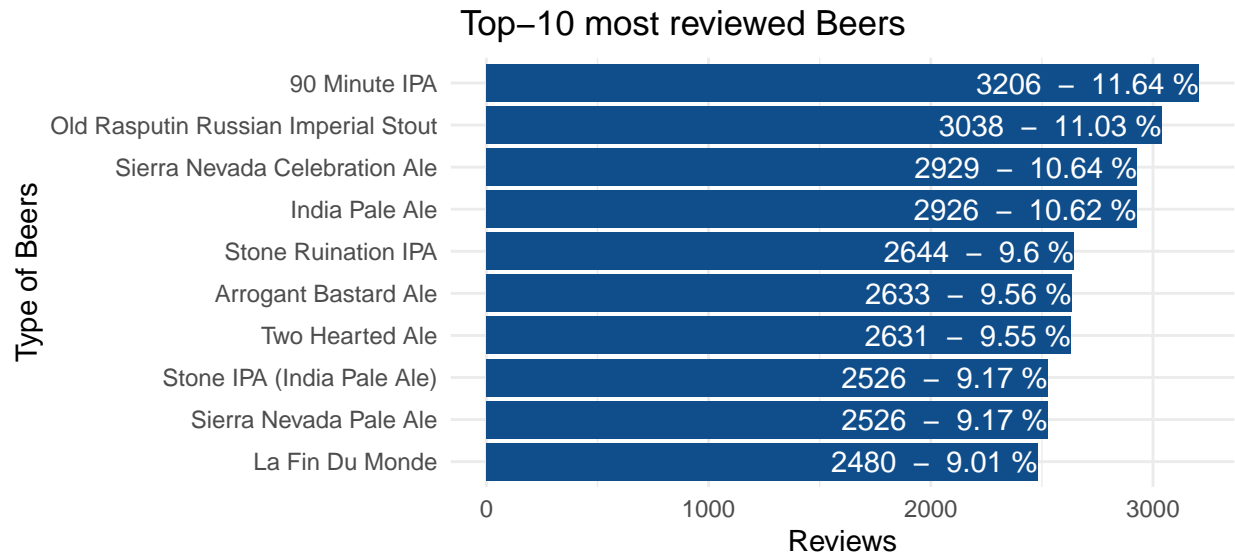 Top−10 most reviewed Beers
Type of Beers
90 Minute IPA 3206 − 11.64 %
Old Rasputin Russian Imperial Stout 3038 − 11.03 %
Sierra Nevada Celebration Ale 2929 − 10.64 %
India Pale Ale 2926 − 10.62 %
Stone Ruination IPA 2644 − 9.6 %
Arrogant Bastard Ale 2633 − 9.56 %
Two Hearted Ale 2631 − 9.55 %
Stone IPA (India Pale Ale) 2526 − 9.17 %
Sierra Nevada Pale Ale 2526 − 9.17 %
La Fin Du Monde 2480 − 9.01 %
0 1000 2000 3000
Reviews